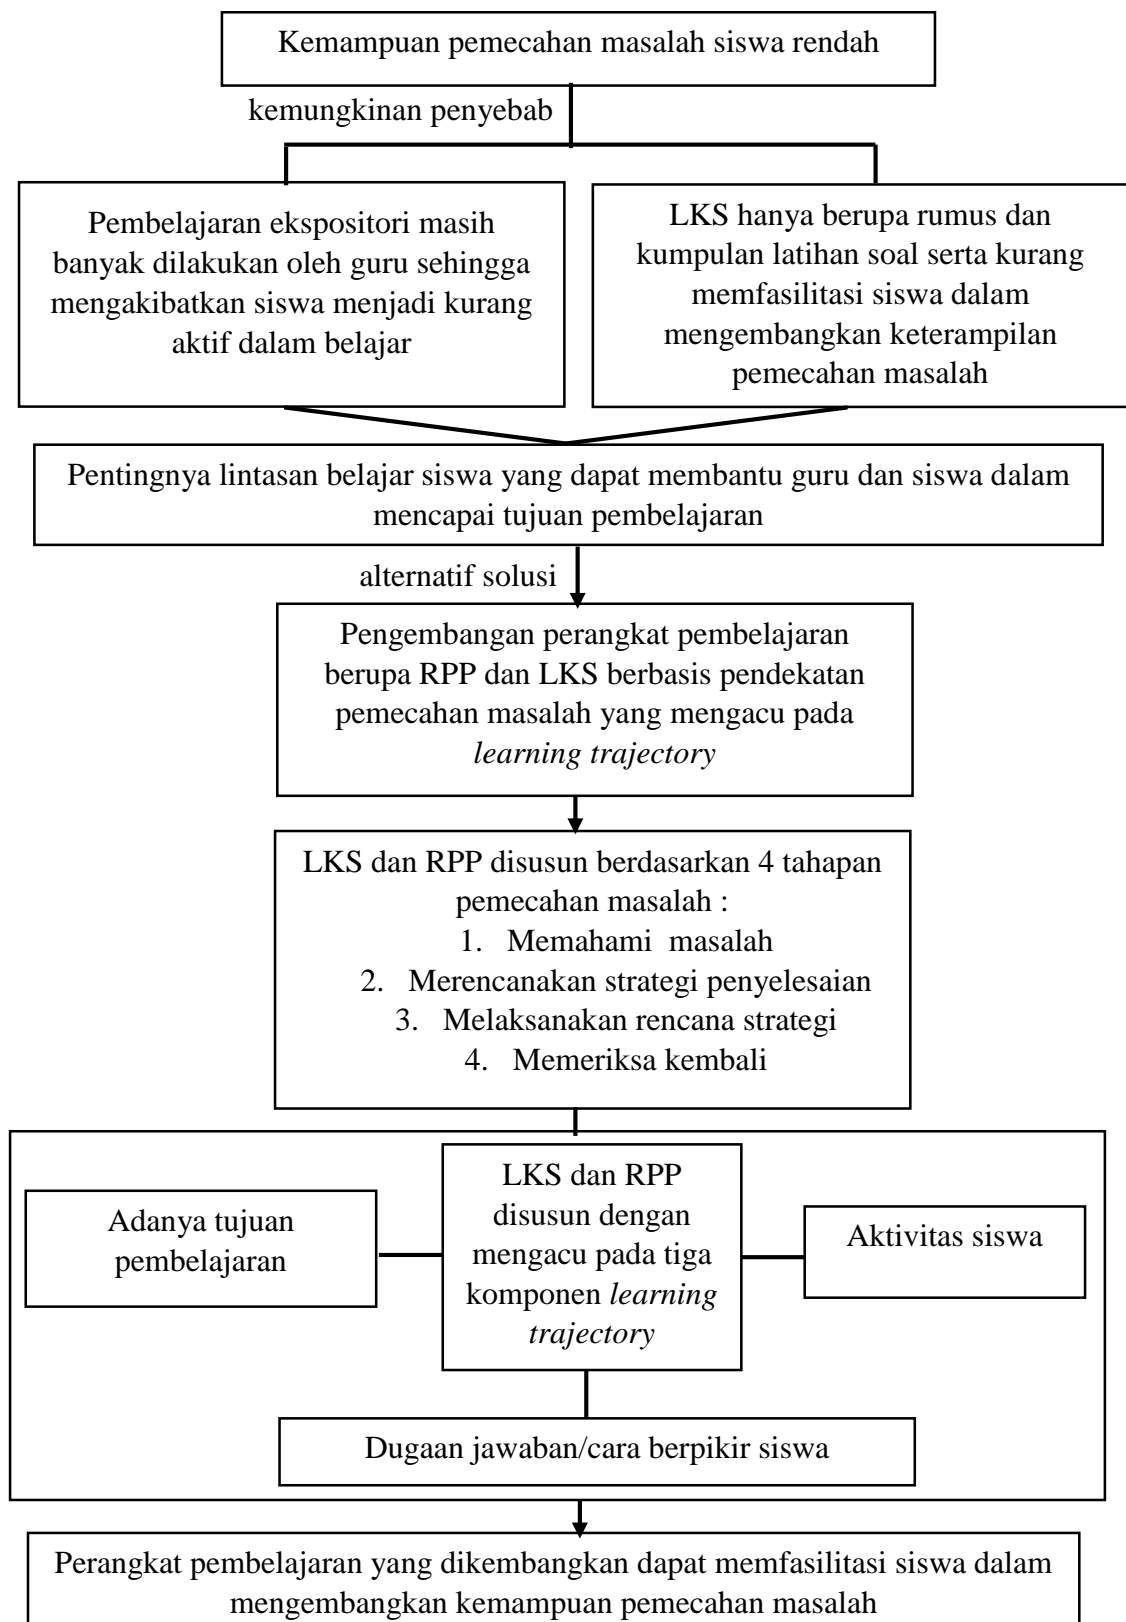 Kemampuan pemecahan masalah siswa rendah
kemungkinan penyebab
Pembelajaran ekspositori masih
banyak dilakukan oleh guru sehingga
mengakibatkan siswa menjadi kurang
aktif dalam belajar
LKS hanya berupa rumus dan
kumpulan latihan soal serta kurang
memfasilitasi siswa dalam
mengembangkan keterampilan
pemecahan masalah
Pentingnya lintasan belajar siswa yang dapat membantu guru dan siswa dalam
mencapai tujuan pembelajaran
alternatif solusi
Pengembangan perangkat pembelajaran
berupa RPP dan LKS berbasis pendekatan
pemecahan masalah yang mengacu pada
learning trajectory
LKS dan RPP disusun berdasarkan 4 tahapan
pemecahan masalah :
1. Memahami masalah
2. Merencanakan strategi penyelesaian
3. Melaksanakan rencana strategi
4. Memeriksa kembali
Adanya tujuan
pembelajaran
LKS dan RPP
disusun dengan
mengacu pada tiga
komponen learning
trajectory
Aktivitas siswa
Dugaan jawaban/cara berpikir siswa
Perangkat pembelajaran yang dikembangkan dapat memfasilitasi siswa dalam
mengembangkan kemampuan pemecahan masalah